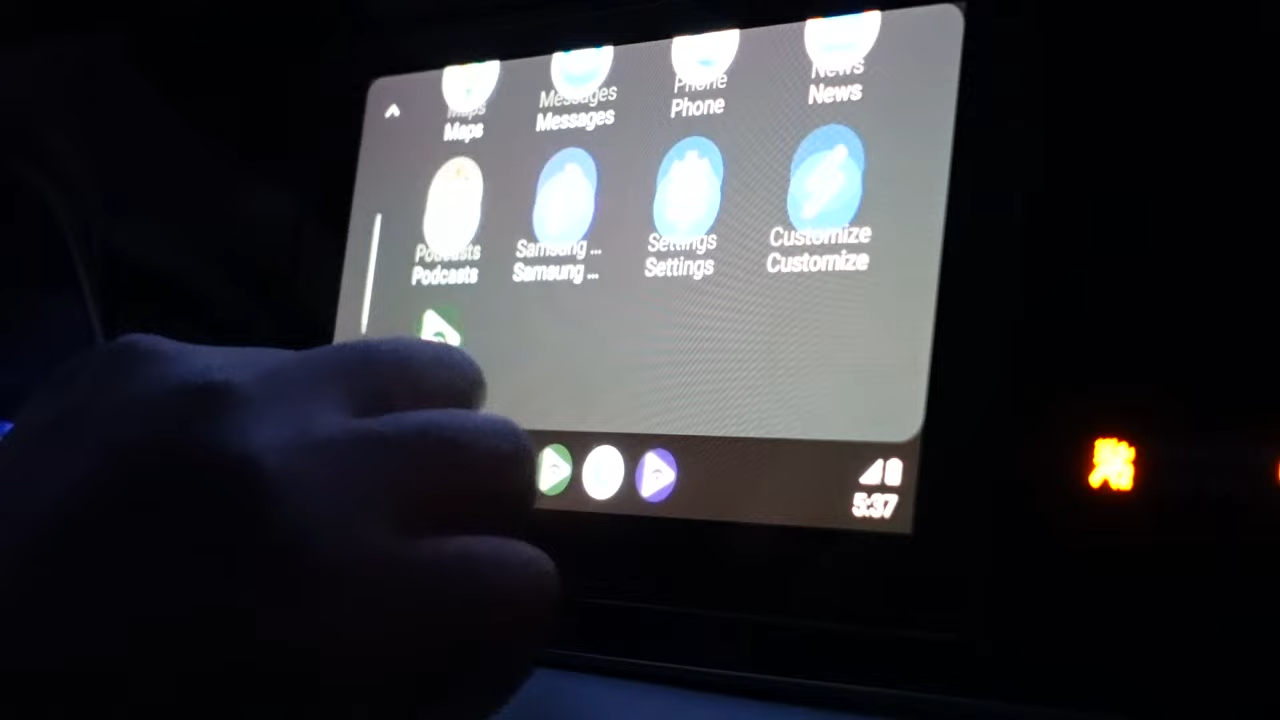 Maps Messages Phone News
Maps Messages Phone News
Podcasts Samsung ... Settings Customize
Podcasts Samsung ... Settings Customize
5:37